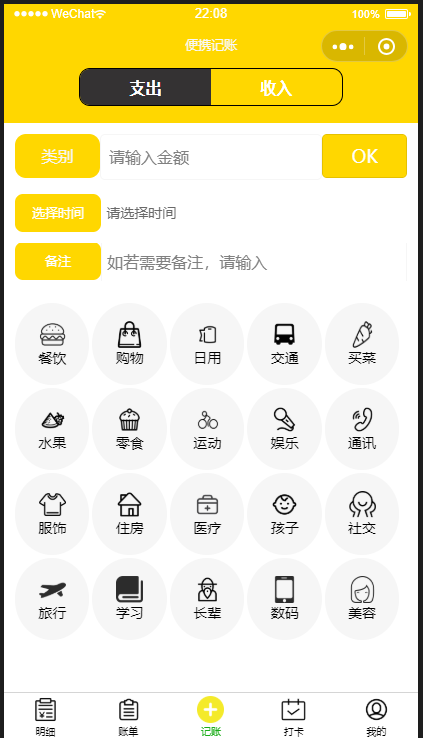 WeChat 22:08 100%
便携记账
支出 收入
类别 请输入金额 OK
选择时间 请选择时间
备注 如若需要备注，请输入
餐饮 购物 日用 交通 买菜
水果 零食 运动 娱乐 通讯
服饰 住房 医疗 孩子 社交
旅行 学习 长辈 数码 美容
明细 账单 记账 打卡 我的